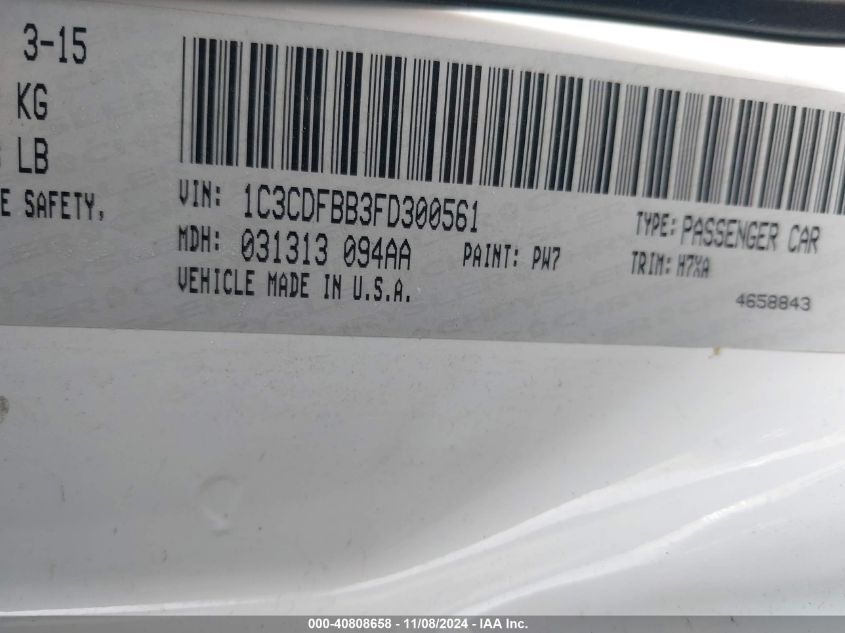 3-15
KG
LB
E SAFETY,
VIN: 1C3CDFBB3FD300561
TYPE: PASSENGER CAR
MDH: 031313 094AA
PAINT: PW7
TRIM: H7XA
VEHICLE MADE IN U.S.A.
4658843
000-40808658 - 11/08/2024 - IAA Inc.